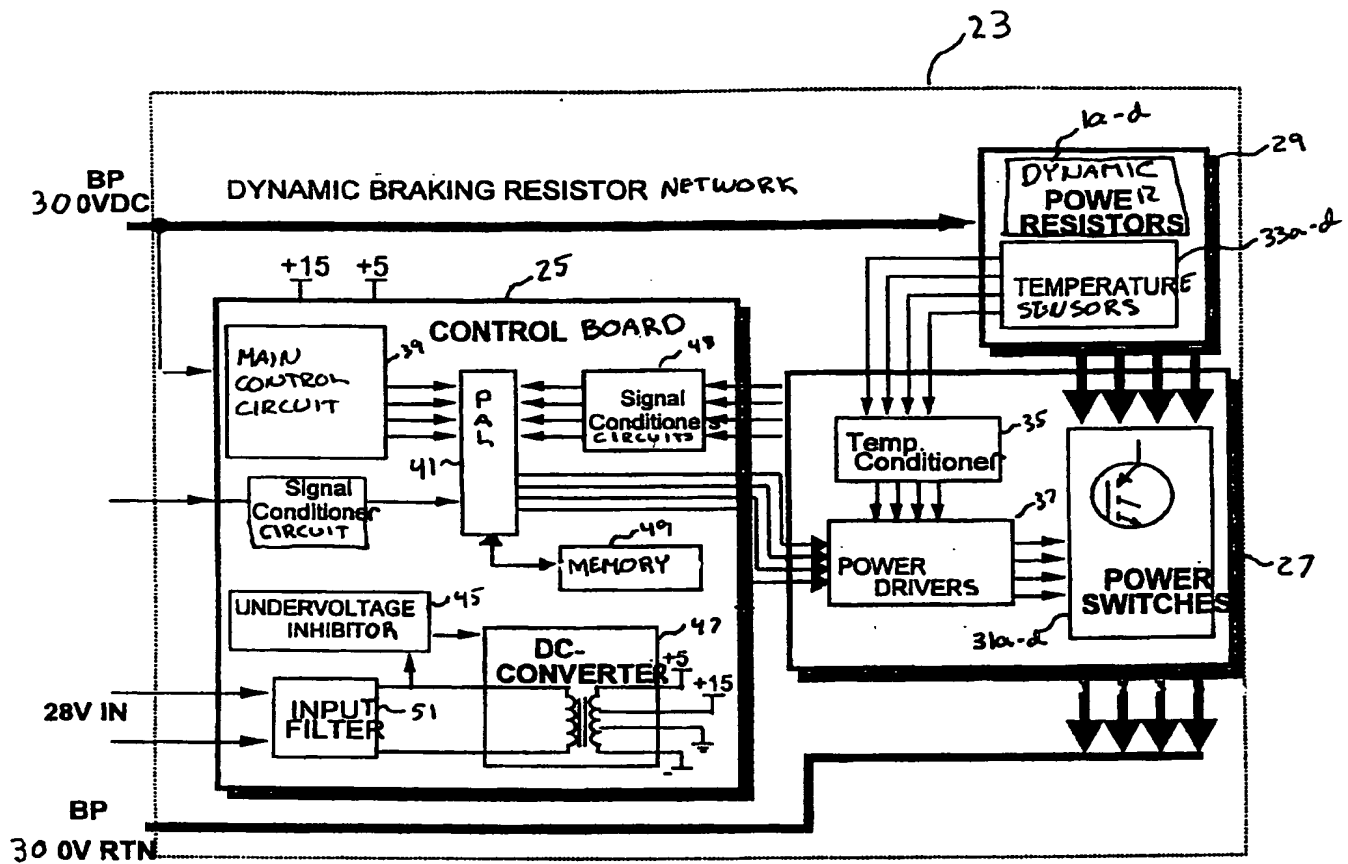 23
1a-d
29
BP
300VDC
DYNAMIC BRAKING RESISTOR NETWORK
DYNAMIC
POWER
RESISTORS
33a-d
TEMPERATURE
SENSORS
+15 +5
25
CONTROL BOARD
MAIN
CONTROL
CIRCUIT
39
PAL
41
48
Signal
Conditioners
CIRCUITS
Signal
Conditioner
CIRCUIT
35
Temp.
Conditioner
37
POWER
DRIVERS
49
MEMORY
POWER
SWITCHES
27
31a-d
UNDERVOLTAGE
INHIBITOR
45
47
DC-
CONVERTER
+5
+15
-
28V IN
INPUT
FILTER
51
BP
300V RTN